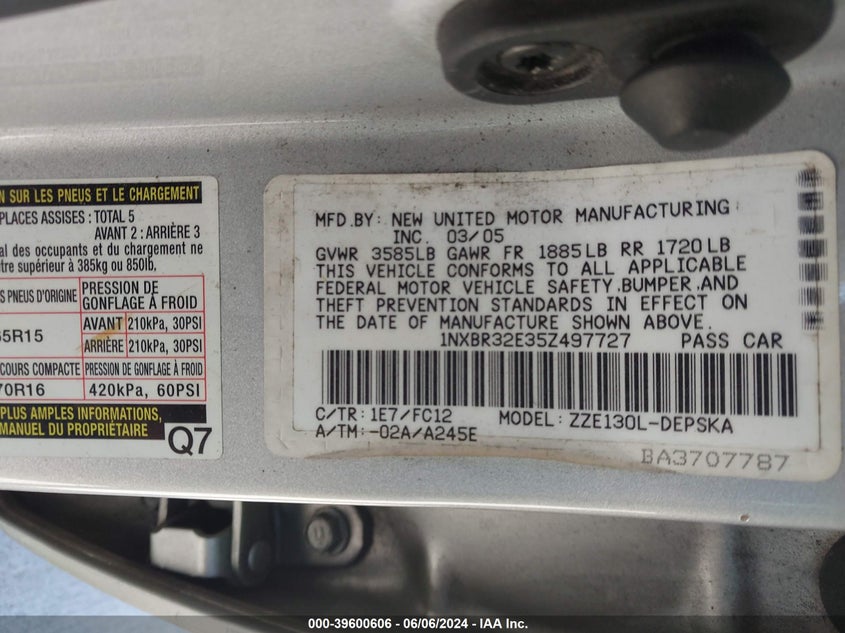 N SUR LES PNEUS ET LE CHARGEMENT
PLACES ASSISES : TOTAL 5
AVANT 2 : ARRIÈRE 3
al des occupants et du chargement ne
être supérieur à 385kg ou 850lb.
S PNEUS D'ORIGINE
PRESSION DE
GONFLAGE À FROID
5R15
AVANT 210kPa, 30PSI
ARRIÈRE 210kPa, 30PSI
COURS COMPACTE PRESSION DE GONFLAGE À FROID
70R16 420kPa, 60PSI
PLUS AMPLES INFORMATIONS,
MANUEL DU PROPRIÉTAIRE
Q7
MFD.BY: NEW UNITED MOTOR MANUFACTURING
INC. 03/05
GVWR 3585LB GAWR FR 1885LB RR 1720LB
THIS VEHICLE CONFORMS TO ALL APPLICABLE
FEDERAL MOTOR VEHICLE SAFETY,BUMPER,AND
THEFT PREVENTION STANDARDS IN EFFECT ON
THE DATE OF MANUFACTURE SHOWN ABOVE.
1NXBR32E35Z497727 PASS CAR
C/TR: 1E7/FC12 MODEL: ZZE130L-DEPSKA
A/TM: -02A/A245E
BA3707787
000-39600606 - 06/06/2024 - IAA Inc.